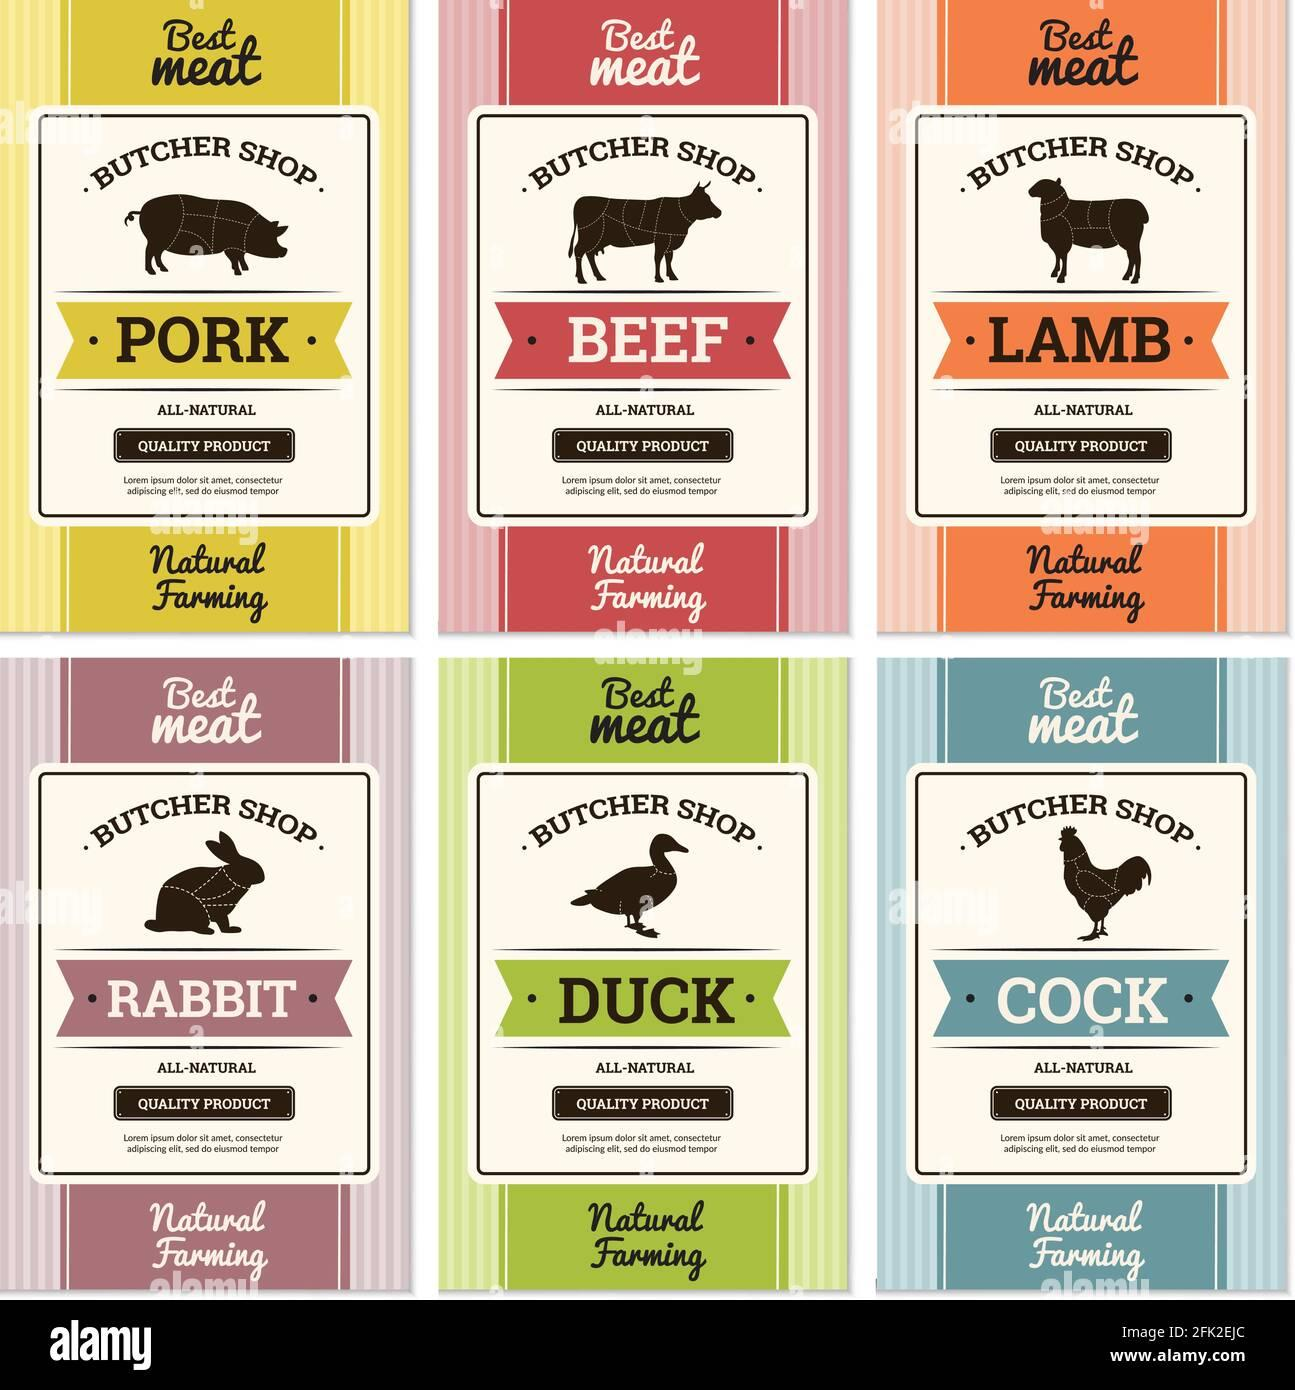 Best
meat
BUTCHER SHOP
PORK
ALL-NATURAL
QUALITY PRODUCT
Lorem ipsum dolor sit amet, consectetur
adipiscing elit, sed do eiusmod tempor
Natural
Farming
Best
meat
BUTCHER SHOP
BEEF
ALL-NATURAL
QUALITY PRODUCT
Lorem ipsum dolor sit amet, consectetur
adipiscing elit, sed do eiusmod tempor
Natural
Farming
Best
meat
BUTCHER SHOP
LAMB
ALL-NATURAL
QUALITY PRODUCT
Lorem ipsum dolor sit amet, consectetur
adipiscing elit, sed do eiusmod tempor
Natural
Farming
Best
meat
BUTCHER SHOP
RABBIT
ALL-NATURAL
QUALITY PRODUCT
Lorem ipsum dolor sit amet, consectetur
adipiscing elit, sed do eiusmod tempor
Natural
Farming
Best
meat
BUTCHER SHOP
DUCK
ALL-NATURAL
QUALITY PRODUCT
Lorem ipsum dolor sit amet, consectetur
adipiscing elit, sed do eiusmod tempor
Natural
Farming
Best
meat
BUTCHER SHOP
COCK
ALL-NATURAL
QUALITY PRODUCT
Lorem ipsum dolor sit amet, consectetur
adipiscing elit, sed do eiusmod tempor
Natural
Farming
alamy
Image ID: 2FK2EJC
www.alamy.com